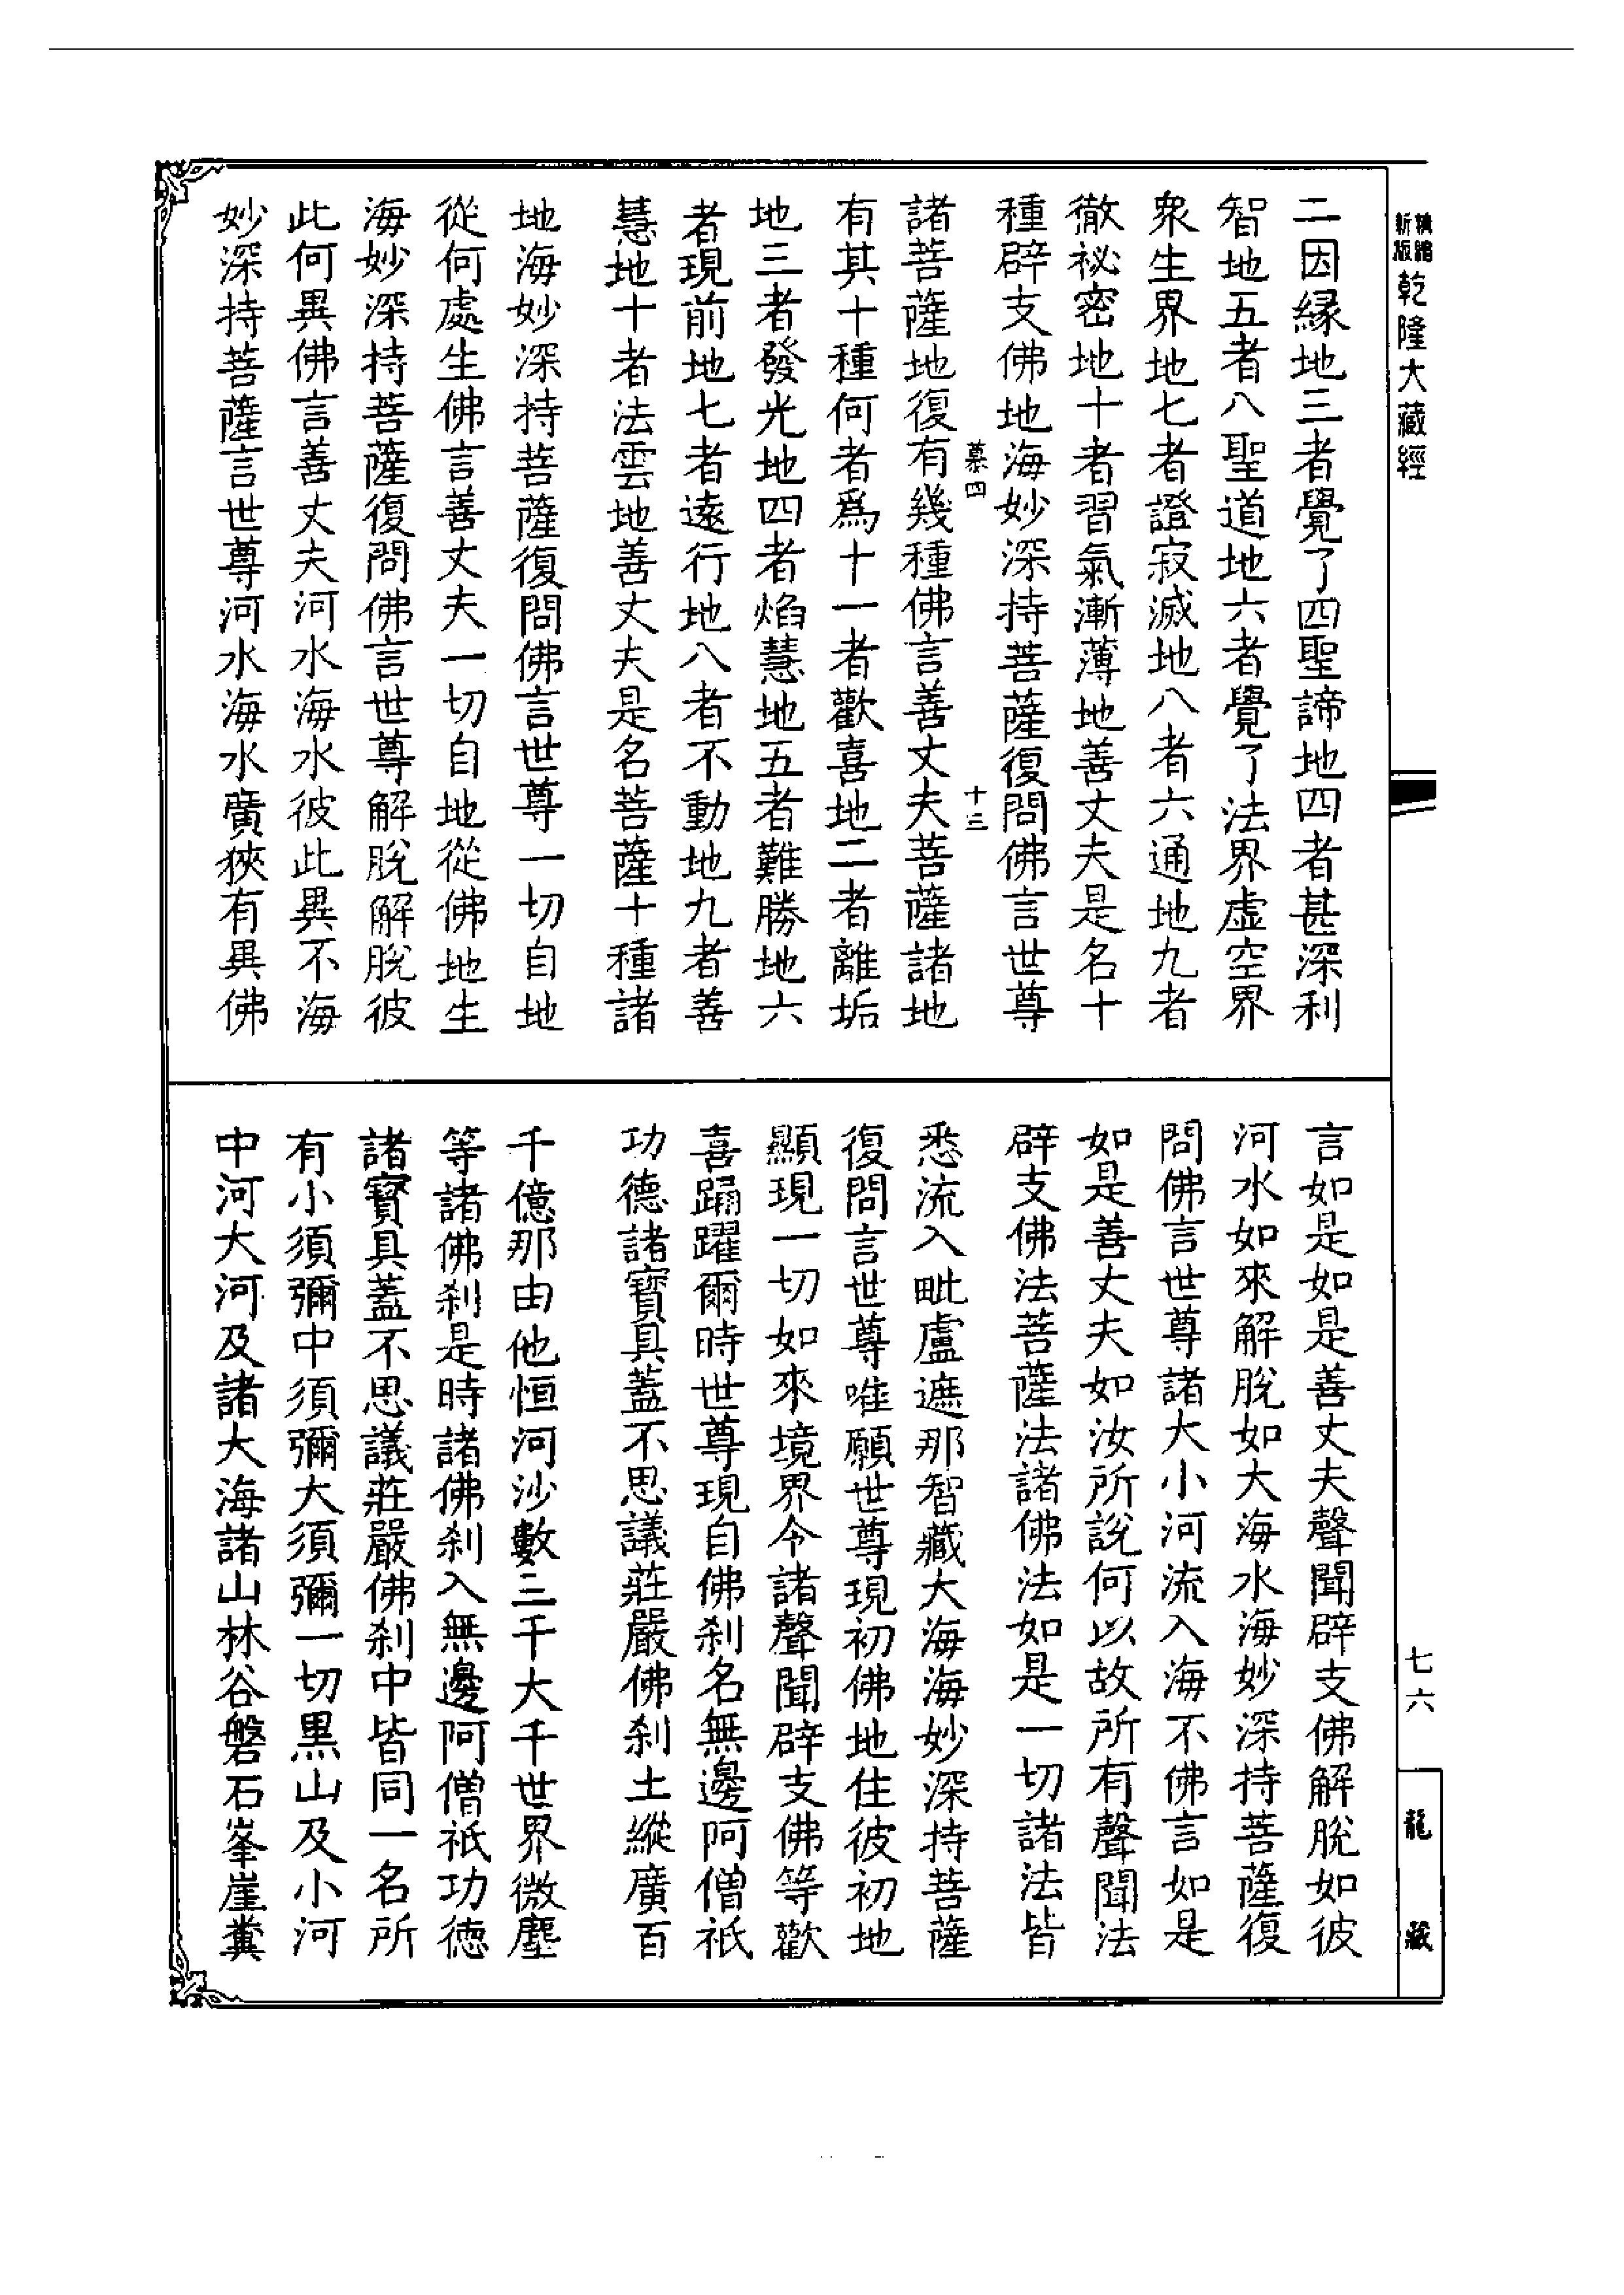 新版精編乾隆大藏經
二因縁地三者覺了四聖諦地四者甚深利
智地五者八聖道地六者覺了法界虛空界
衆生界地七者證寂滅地八者六通地九者
徹祕密地十者習氣漸薄地善丈夫是名十
種辟支佛地海妙深持菩薩復問佛言世尊
慕四 十三
諸菩薩地復有幾種佛言善丈夫菩薩諸地
有其十種何者爲十一者歡喜地二者離垢
地三者發光地四者焰慧地五者難勝地六
者現前地七者遠行地八者不動地九者善
慧地十者法雲地善丈夫是名菩薩十種諸
地海妙深持菩薩復問佛言世尊一切自地
從何處生佛言善丈夫一切自地從佛地生
海妙深持菩薩復問佛言世尊解脫解脫彼
此何異佛言善丈夫河水海水彼此異不海
妙深持菩薩言世尊河水海水廣狹有異佛
言如是如是善丈夫聲聞辟支佛解脫如彼
河水如來解脫如大海水海妙深持菩薩復
問佛言世尊諸大小河流入海不佛言如是
如是善丈夫如汝所說何以故所有聲聞法
辟支佛法菩薩法諸佛法如是一切諸法皆
悉流入毗盧遮那智藏大海海妙深持菩薩
復問言世尊唯願世尊現初佛地住彼初地
顯現一切如來境界令諸聲聞辟支佛等歡
喜踊躍爾時世尊現自佛刹名無邊阿僧祇
功德諸寶具蓋不思議莊嚴佛刹土縱廣百
千億那由他恒河沙數三千大千世界微塵
等諸佛刹是時諸佛刹入無邊阿僧祇功德
諸寶具蓋不思議莊嚴佛刹中皆同一名所
有小須彌中須彌大須彌一切黑山及小河
中河大河及諸大海諸山林谷磐石峯崖糞
七六
龍藏